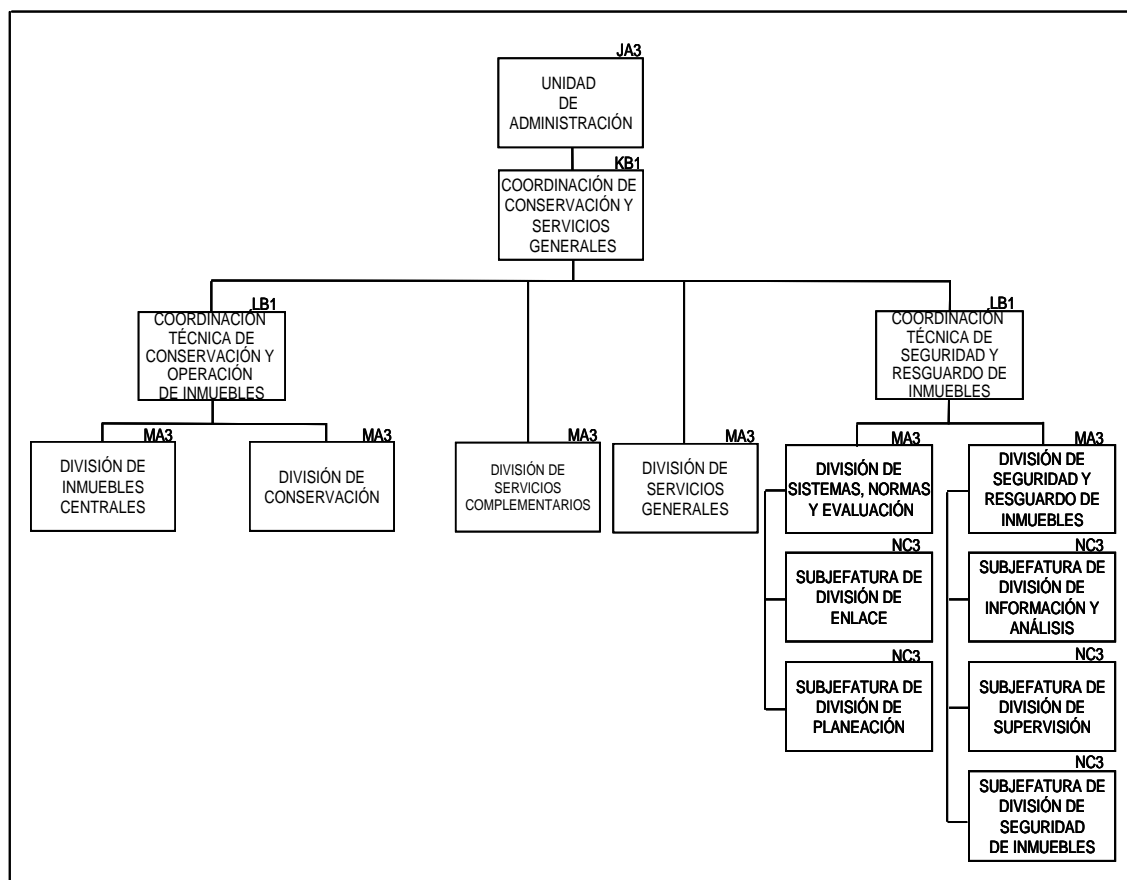 JA3
UNIDAD
DE
ADMINISTRACIÓN
KB1
COORDINACIÓN DE
CONSERVACIÓN Y
SERVICIOS
GENERALES
LB1
COORDINACIÓN
TÉCNICA DE
CONSERVACIÓN Y
OPERACIÓN
DE INMUEBLES
LB1
COORDINACIÓN
TÉCNICA DE
SEGURIDAD Y
RESGUARDO DE
INMUEBLES
MA3
DIVISIÓN DE
INMUEBLES
CENTRALES
MA3
DIVISIÓN DE
CONSERVACIÓN
MA3
DIVISIÓN DE
SERVICIOS
COMPLEMENTARIOS
MA3
DIVISIÓN DE
SERVICIOS
GENERALES
MA3
DIVISIÓN DE
SISTEMAS, NORMAS
Y EVALUACIÓN
NC3
SUBJEFATURA DE
DIVISIÓN DE
ENLACE
NC3
SUBJEFATURA DE
DIVISIÓN DE
PLANEACIÓN
MA3
DIVISIÓN DE
SEGURIDAD Y
RESGUARDO DE
INMUEBLES
NC3
SUBJEFATURA DE
DIVISIÓN DE
INFORMACIÓN Y
ANÁLISIS
NC3
SUBJEFATURA DE
DIVISIÓN DE
SUPERVISIÓN
NC3
SUBJEFATURA DE
DIVISIÓN DE
SEGURIDAD
DE INMUEBLES